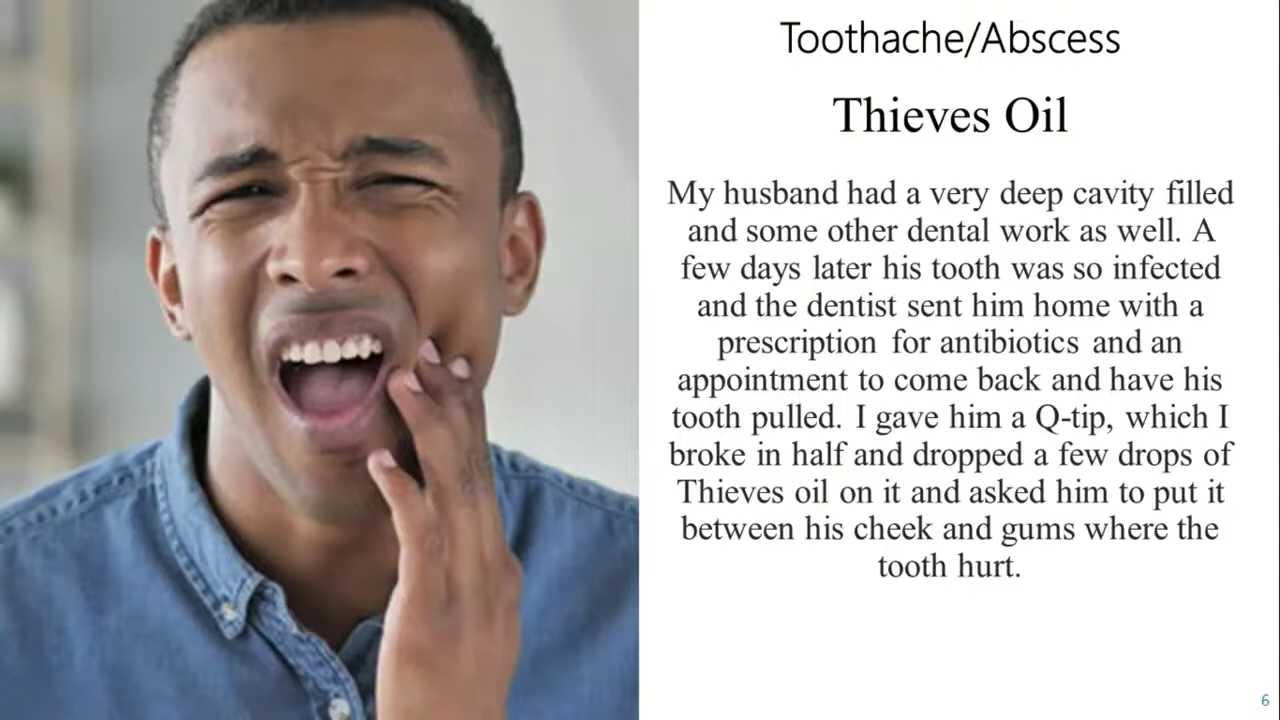 Toothache/Abscess
Thieves Oil
My husband had a very deep cavity filled
and some other dental work as well. A
few days later his tooth was so infected
and the dentist sent him home with a
prescription for antibiotics and an
appointment to come back and have his
tooth pulled. I gave him a Q-tip, which I
broke in half and dropped a few drops of
Thieves oil on it and asked him to put it
between his cheek and gums where the
tooth hurt.
6